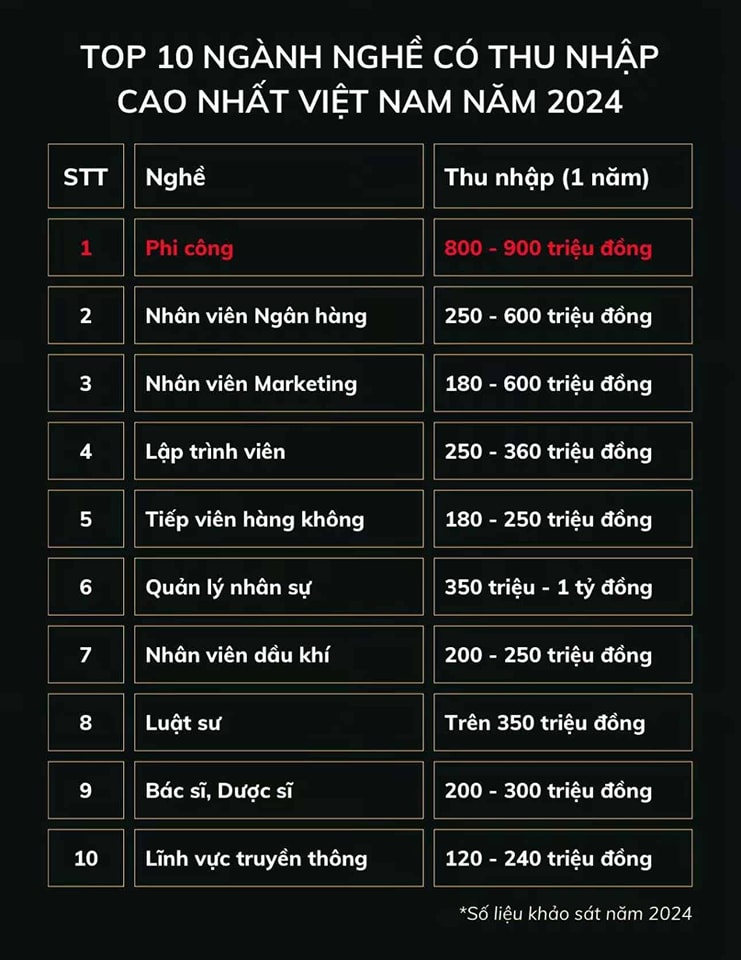 TOP 10 NGÀNH NGHỀ CÓ THU NHẬP
CAO NHẤT VIỆT NAM NĂM 2024
STT Nghề Thu nhập (1 năm)
1 Phi công 800 - 900 triệu đồng
2 Nhân viên Ngân hàng 250 - 600 triệu đồng
3 Nhân viên Marketing 180 - 600 triệu đồng
4 Lập trình viên 250 - 360 triệu đồng
5 Tiếp viên hàng không 180 - 250 triệu đồng
6 Quản lý nhân sự 350 triệu - 1 tỷ đồng
7 Nhân viên dầu khí 200 - 250 triệu đồng
8 Luật sư Trên 350 triệu đồng
9 Bác sĩ, Dược sĩ 200 - 300 triệu đồng
10 Lĩnh vực truyền thông 120 - 240 triệu đồng
*Số liệu khảo sát năm 2024